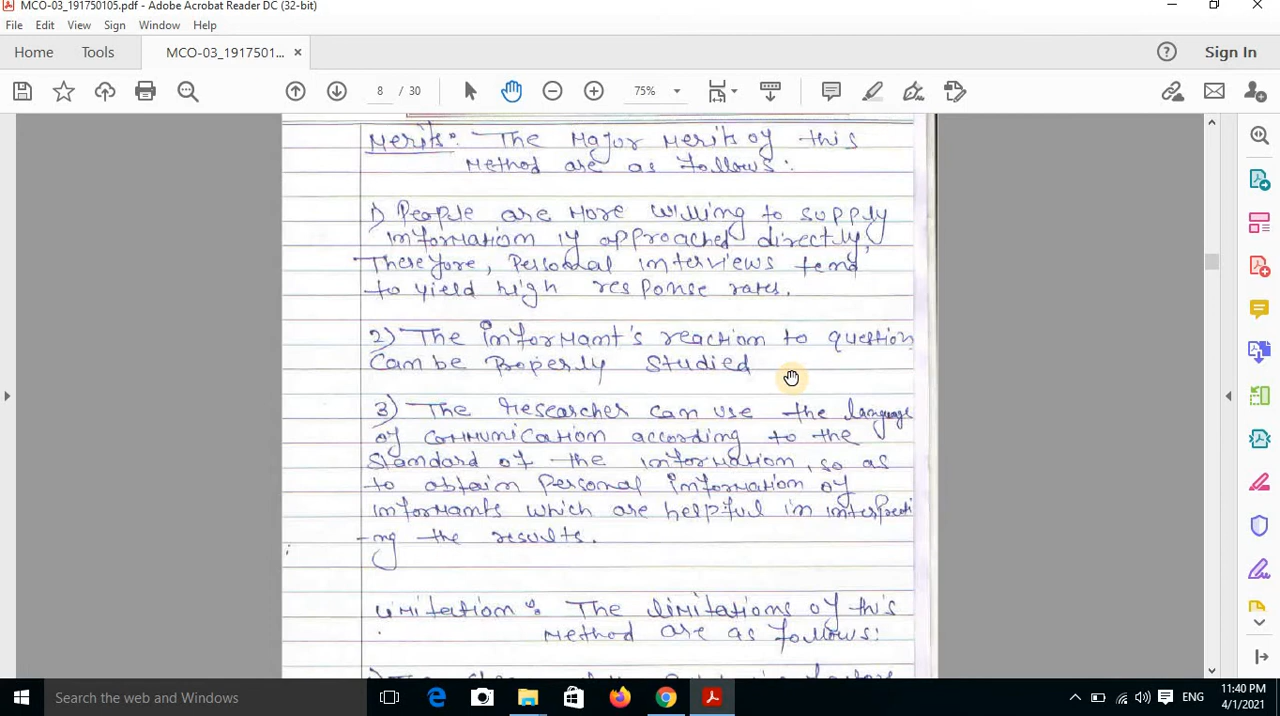 MCO-03_191750105.pdf - Adobe Acrobat Reader DC (32-bit)
File Edit View Sign Window Help
Home Tools MCO-03_1917501... × Sign In
8 / 30 75%
Merits: The Major Merits of this
Method are as follows:
1) People are more willing to supply
information if approached directly,
Therefore, Personal interviews tend
to yield high response rates.
2) The informant's reaction to question
Can be Properly Studied
3) The researcher can use the language
of communication according to the
Standard of the information, so as
to obtain Personal information of
informants which are helpful in interpreti
-ng the results.
Limitation: The limitations of this
Method are as follows:
Search the web and Windows
ENG
11:40 PM
4/1/2021